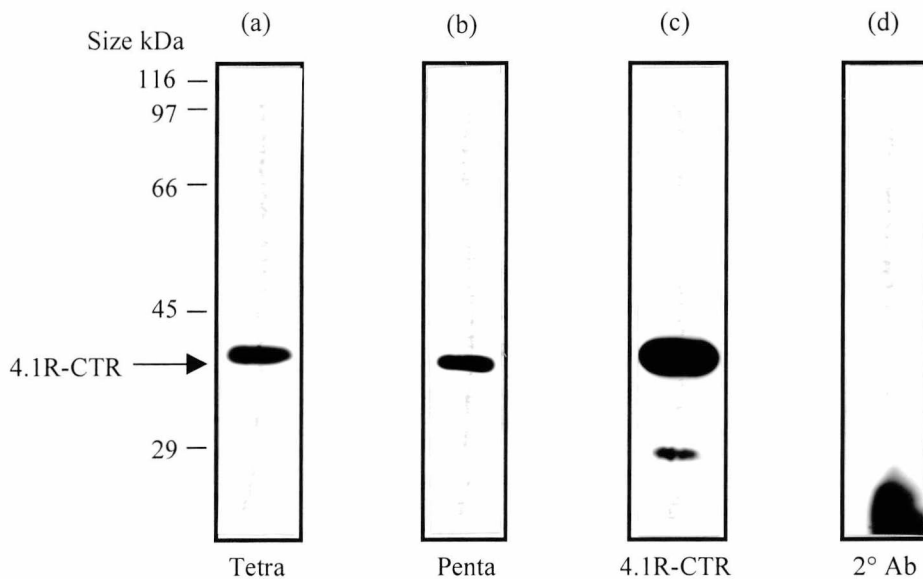 (a) (b) (c) (d)
Size kDa
116
97
66
45
4.1R-CTR
29
Tetra Penta 4.1R-CTR 2° Ab